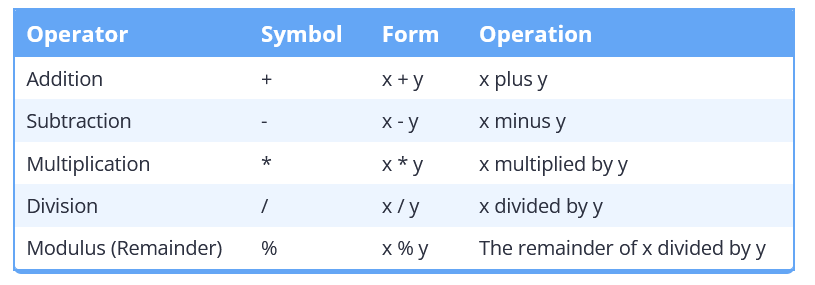 Operator Symbol Form Operation
Addition + x + y x plus y
Subtraction - x - y x minus y
Multiplication * x * y x multiplied by y
Division / x / y x divided by y
Modulus (Remainder) % x % y The remainder of x divided by y